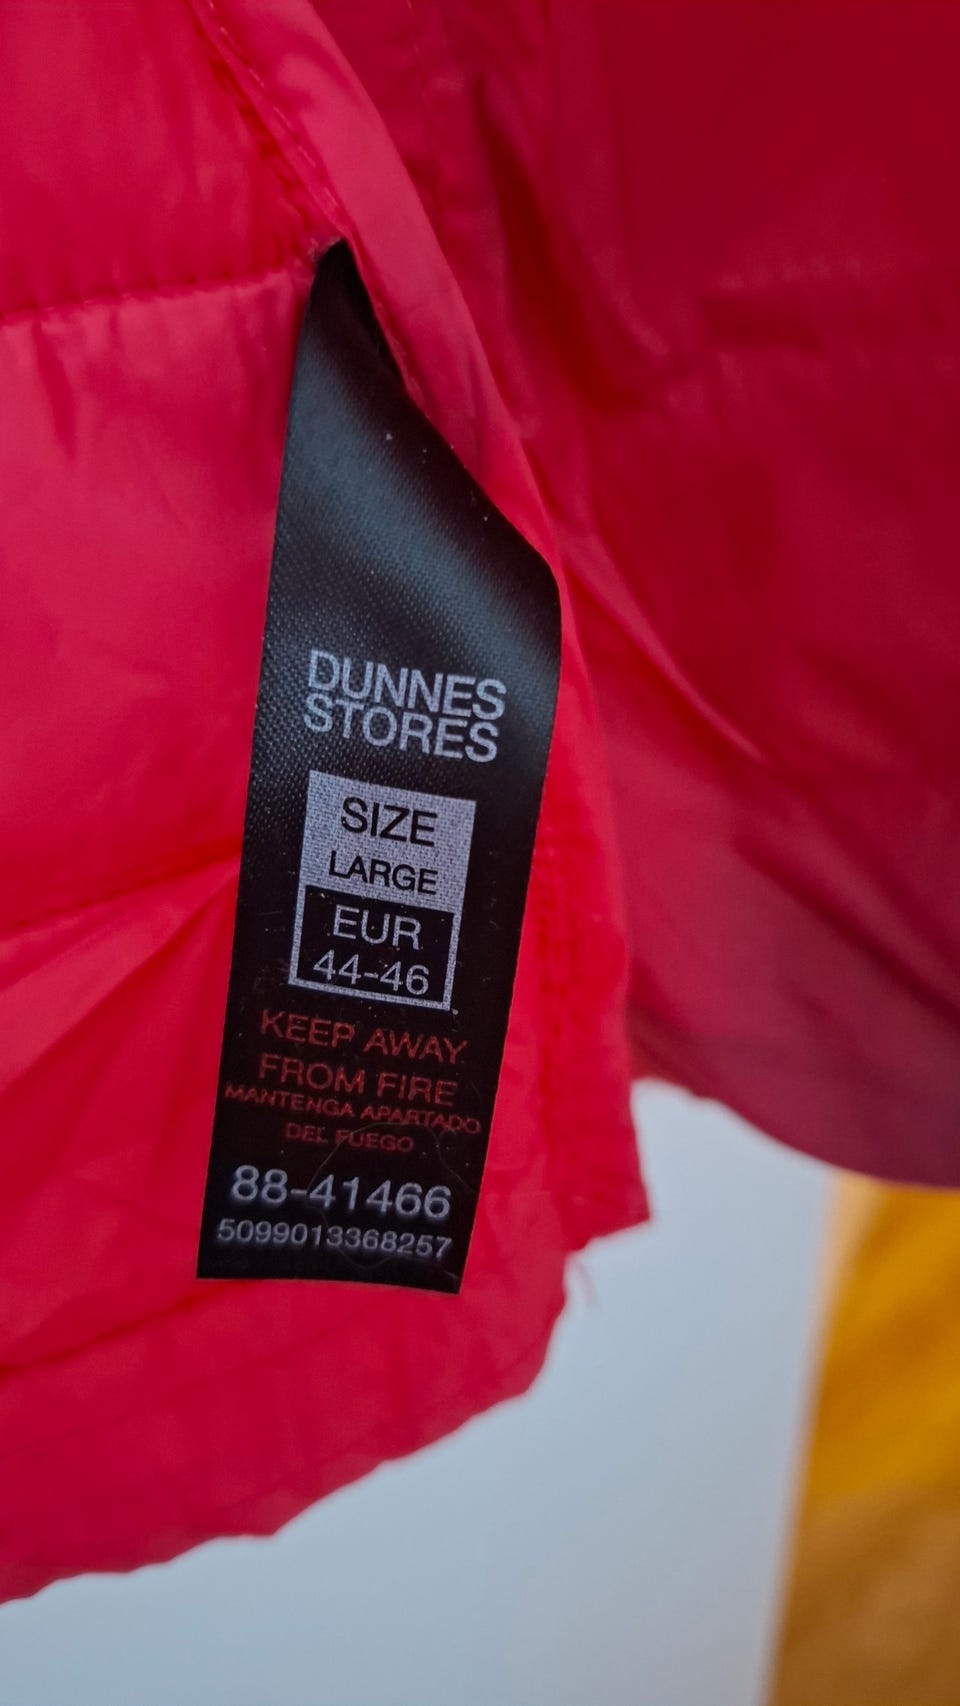 DUNNES
STORES
SIZE
LARGE
EUR
44-46
KEEP AWAY
FROM FIRE
MANTENGA APARTADO
DEL FUEGO
88-41466
5099013368257